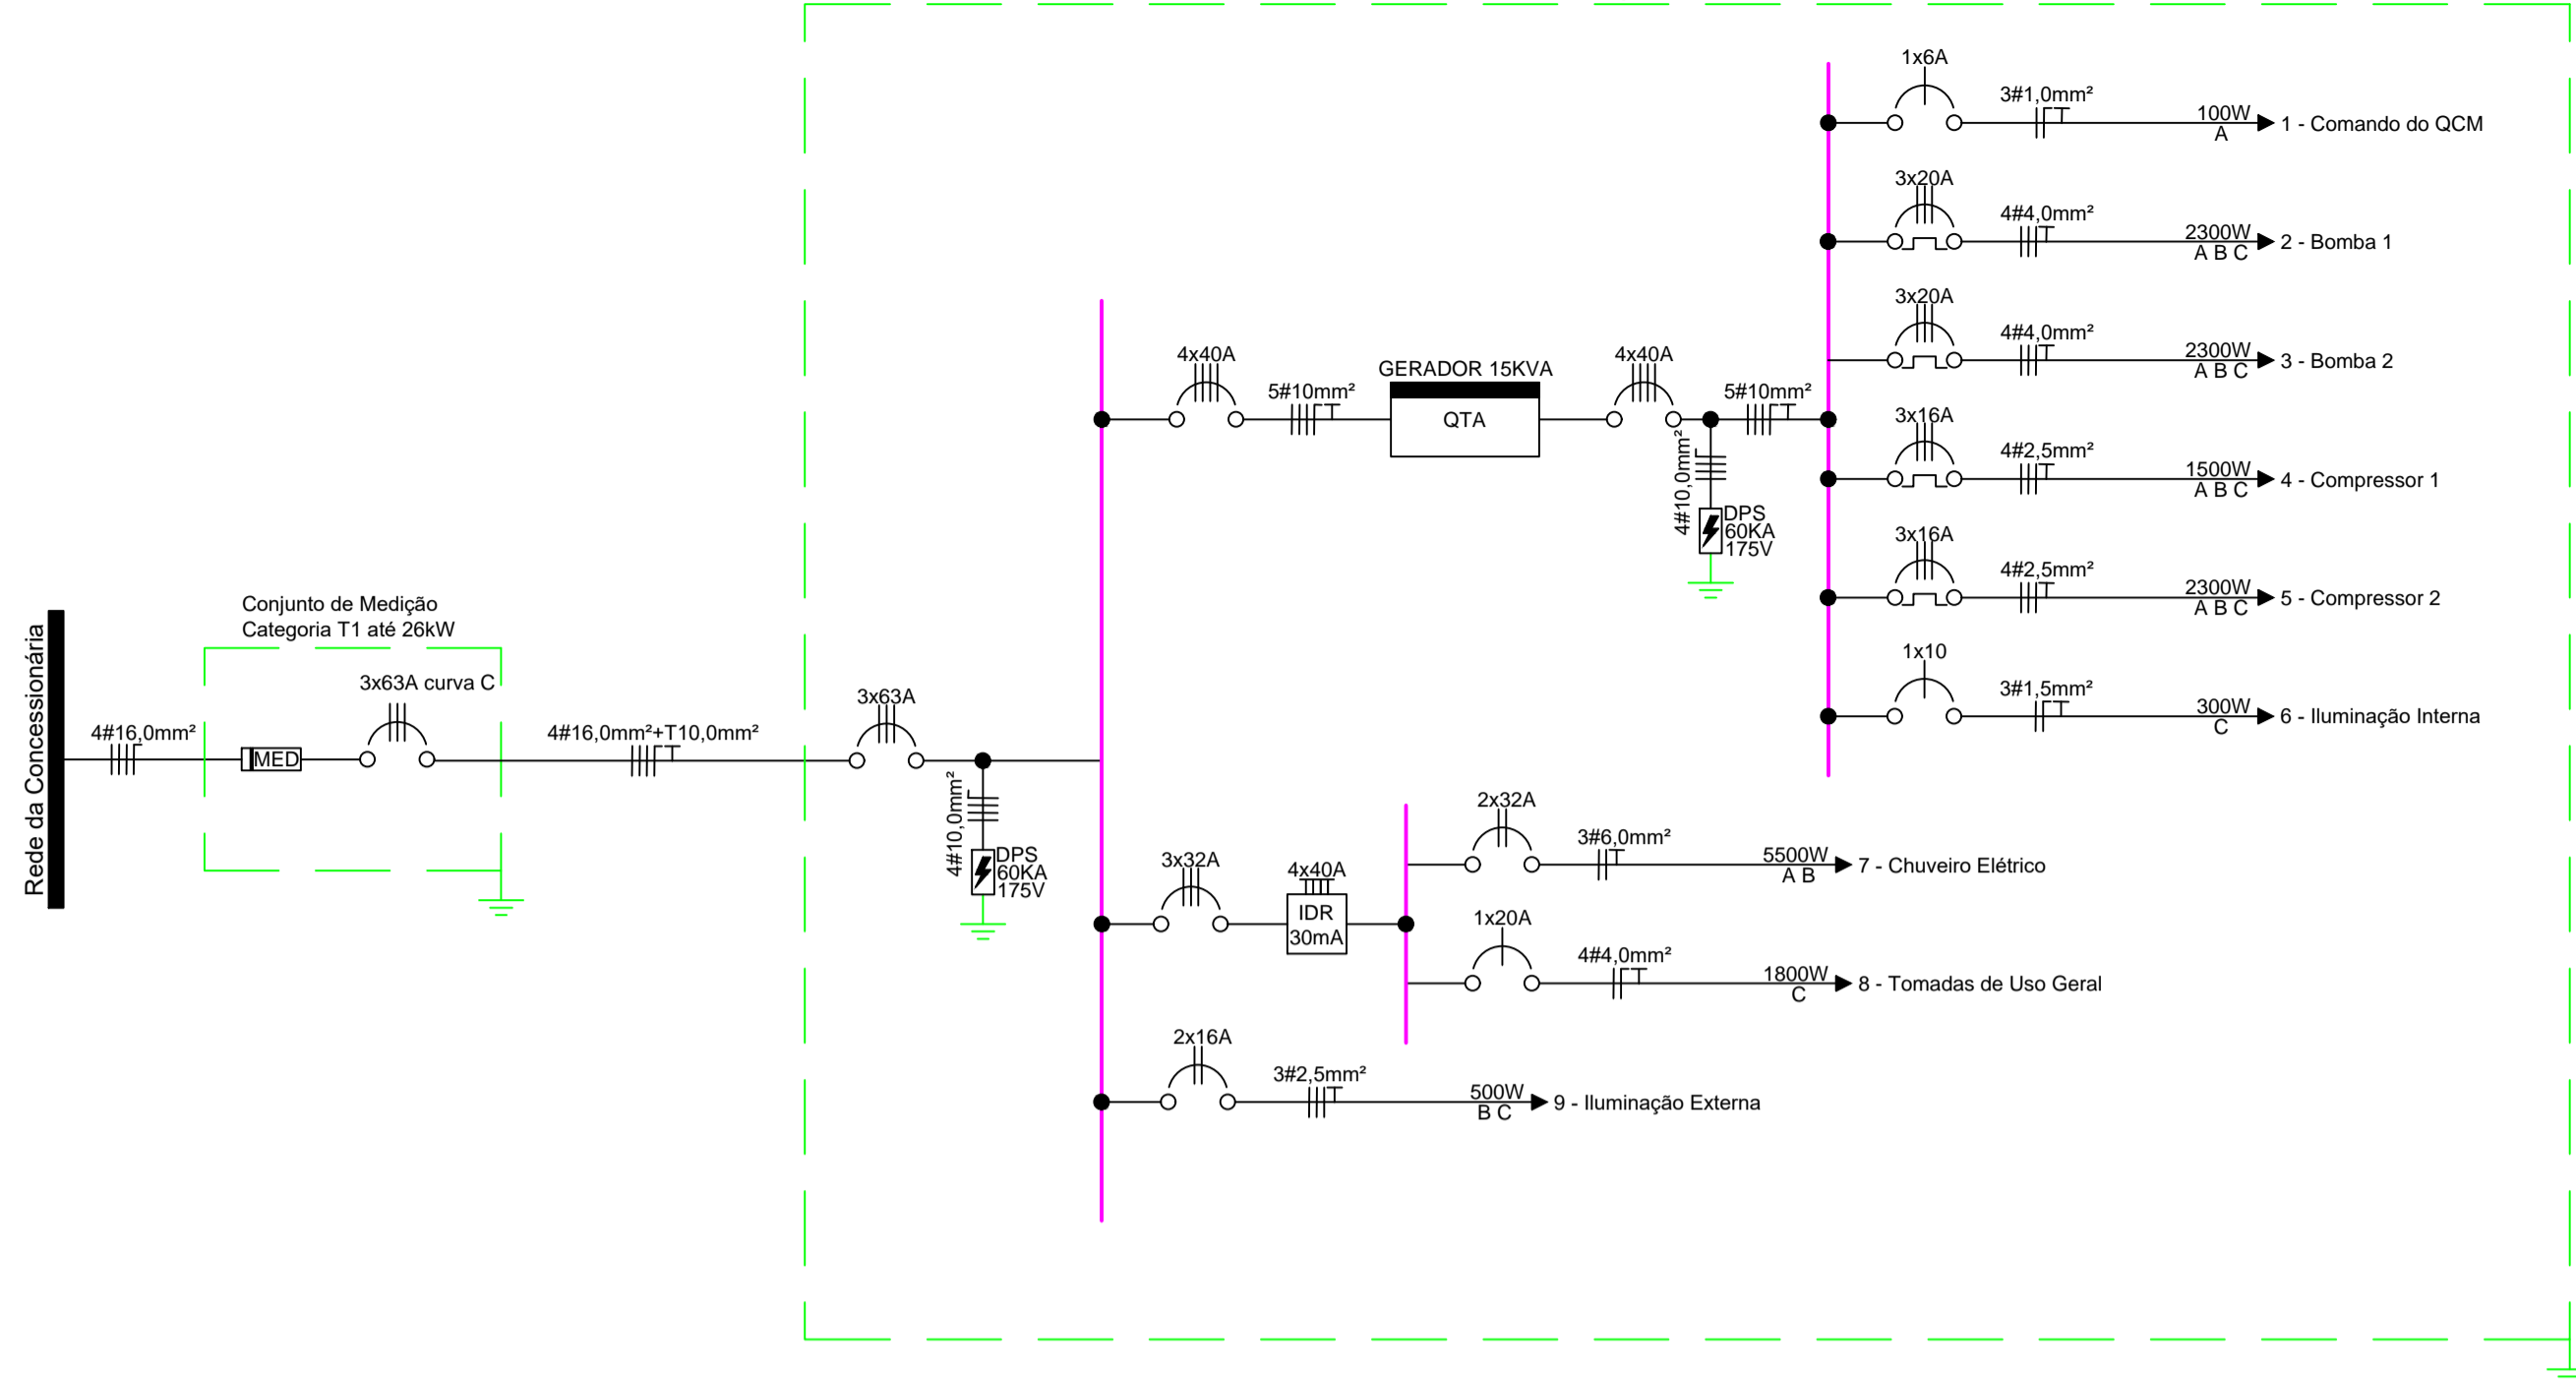 Rede da Concessionária
4#16,0mm²
Conjunto de Medição
Categoria T1 até 26kW
MED
3x63A curva C
4#16,0mm²+T10,0mm²
3x63A
4#10,0mm²
DPS
60KA
175V
4x40A
5#10mm²
GERADOR 15KVA
QTA
4x40A
5#10mm²
4#10,0mm²
DPS
60KA
175V
1x6A
3#1,0mm²
100W
A
1 - Comando do QCM
3x20A
4#4,0mm²
2300W
A B C
2 - Bomba 1
3x20A
4#4,0mm²
2300W
A B C
3 - Bomba 2
3x16A
4#2,5mm²
1500W
A B C
4 - Compressor 1
3x16A
4#2,5mm²
2300W
A B C
5 - Compressor 2
1x10
3#1,5mm²
300W
C
6 - Iluminação Interna
3x32A
4x40A
IDR
30mA
2x32A
3#6,0mm²
5500W
A B
7 - Chuveiro Elétrico
1x20A
4#4,0mm²
1800W
C
8 - Tomadas de Uso Geral
2x16A
3#2,5mm²
500W
B C
9 - Iluminação Externa